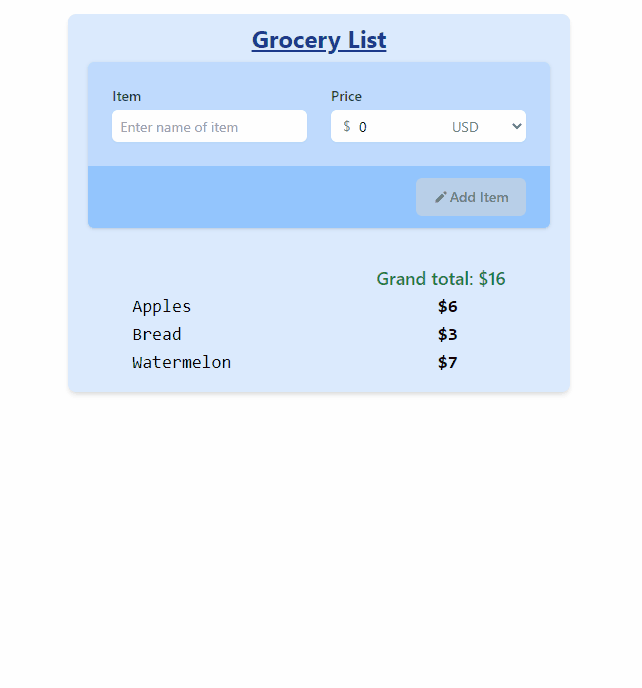 Grocery List
Item Price
Enter name of item $ 0 USD
Add Item
Grand total: $16
Apples $6
Bread $3
Watermelon $7